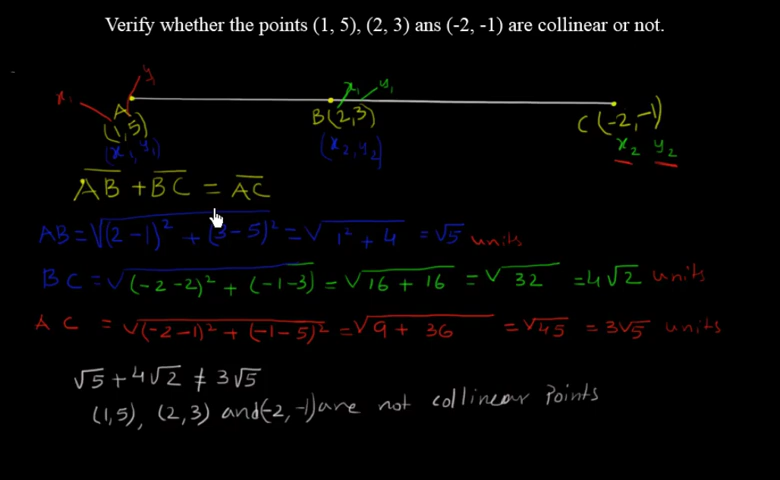 Verify whether the points (1, 5), (2, 3) ans (-2, -1) are collinear or not.
x₁ y₁ x₁ y₁
A B(2,3) C(-2,-1)
(1,5) x₂ y₂
(x₁, y₁) (x₂, y₂)
AB + BC = AC
AB = √(2-1)² + (3-5)² = √1² + 4 = √5 units
BC = √(-2-2)² + (-1-3) = √16 + 16 = √32 = 4√2 units
AC = √(-2-1)² + (-1-5)² = √9 + 36 = √45 = 3√5 units
√5 + 4√2 ≠ 3√5
(1,5), (2,3) and (-2,-1) are not collinear Points